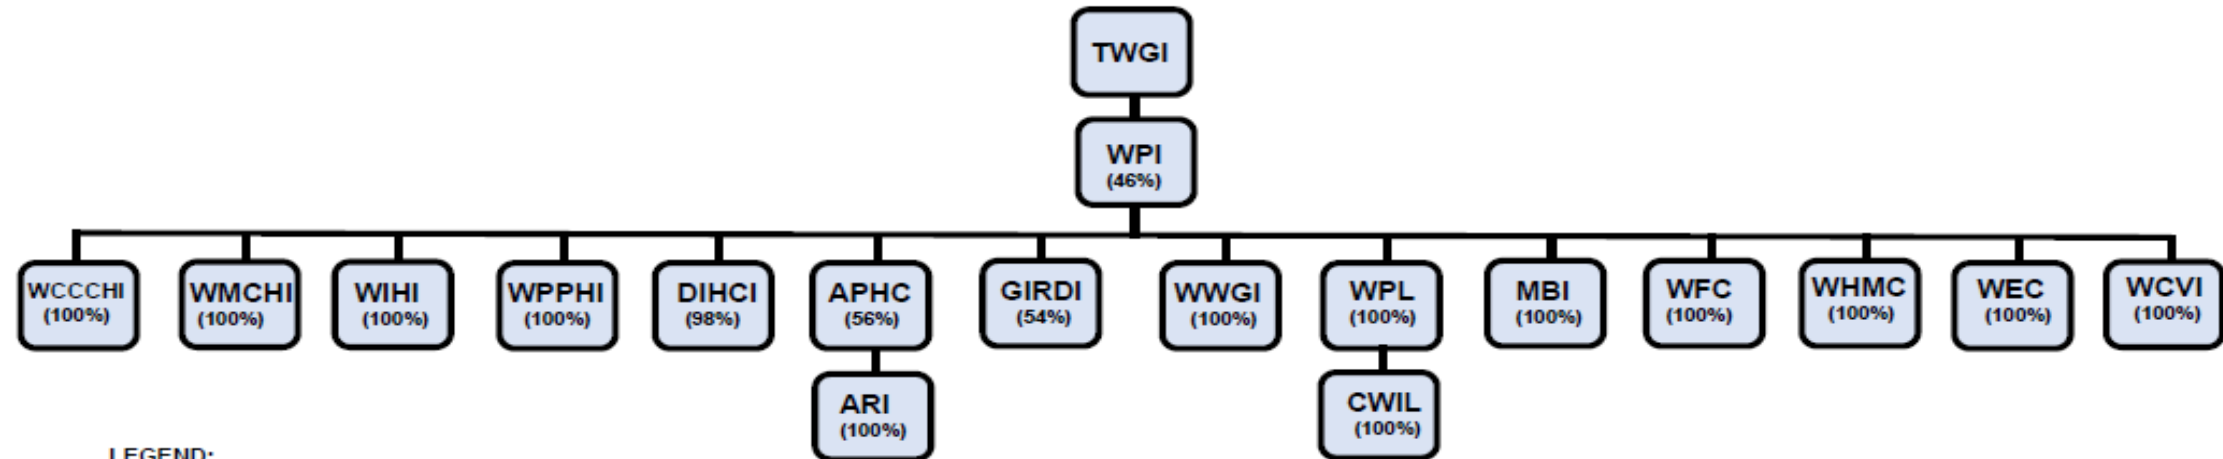 TWGI
WPI
(46%)
WCCCHI
(100%)
WMCHI
(100%)
WIHI
(100%)
WPPHI
(100%)
DIHCI
(98%)
APHC
(56%)
GIRDI
(54%)
WWGI
(100%)
WPL
(100%)
MBI
(100%)
WFC
(100%)
WHMC
(100%)
WEC
(100%)
WCVI
(100%)
ARI
(100%)
CWIL
(100%)
LEGEND: